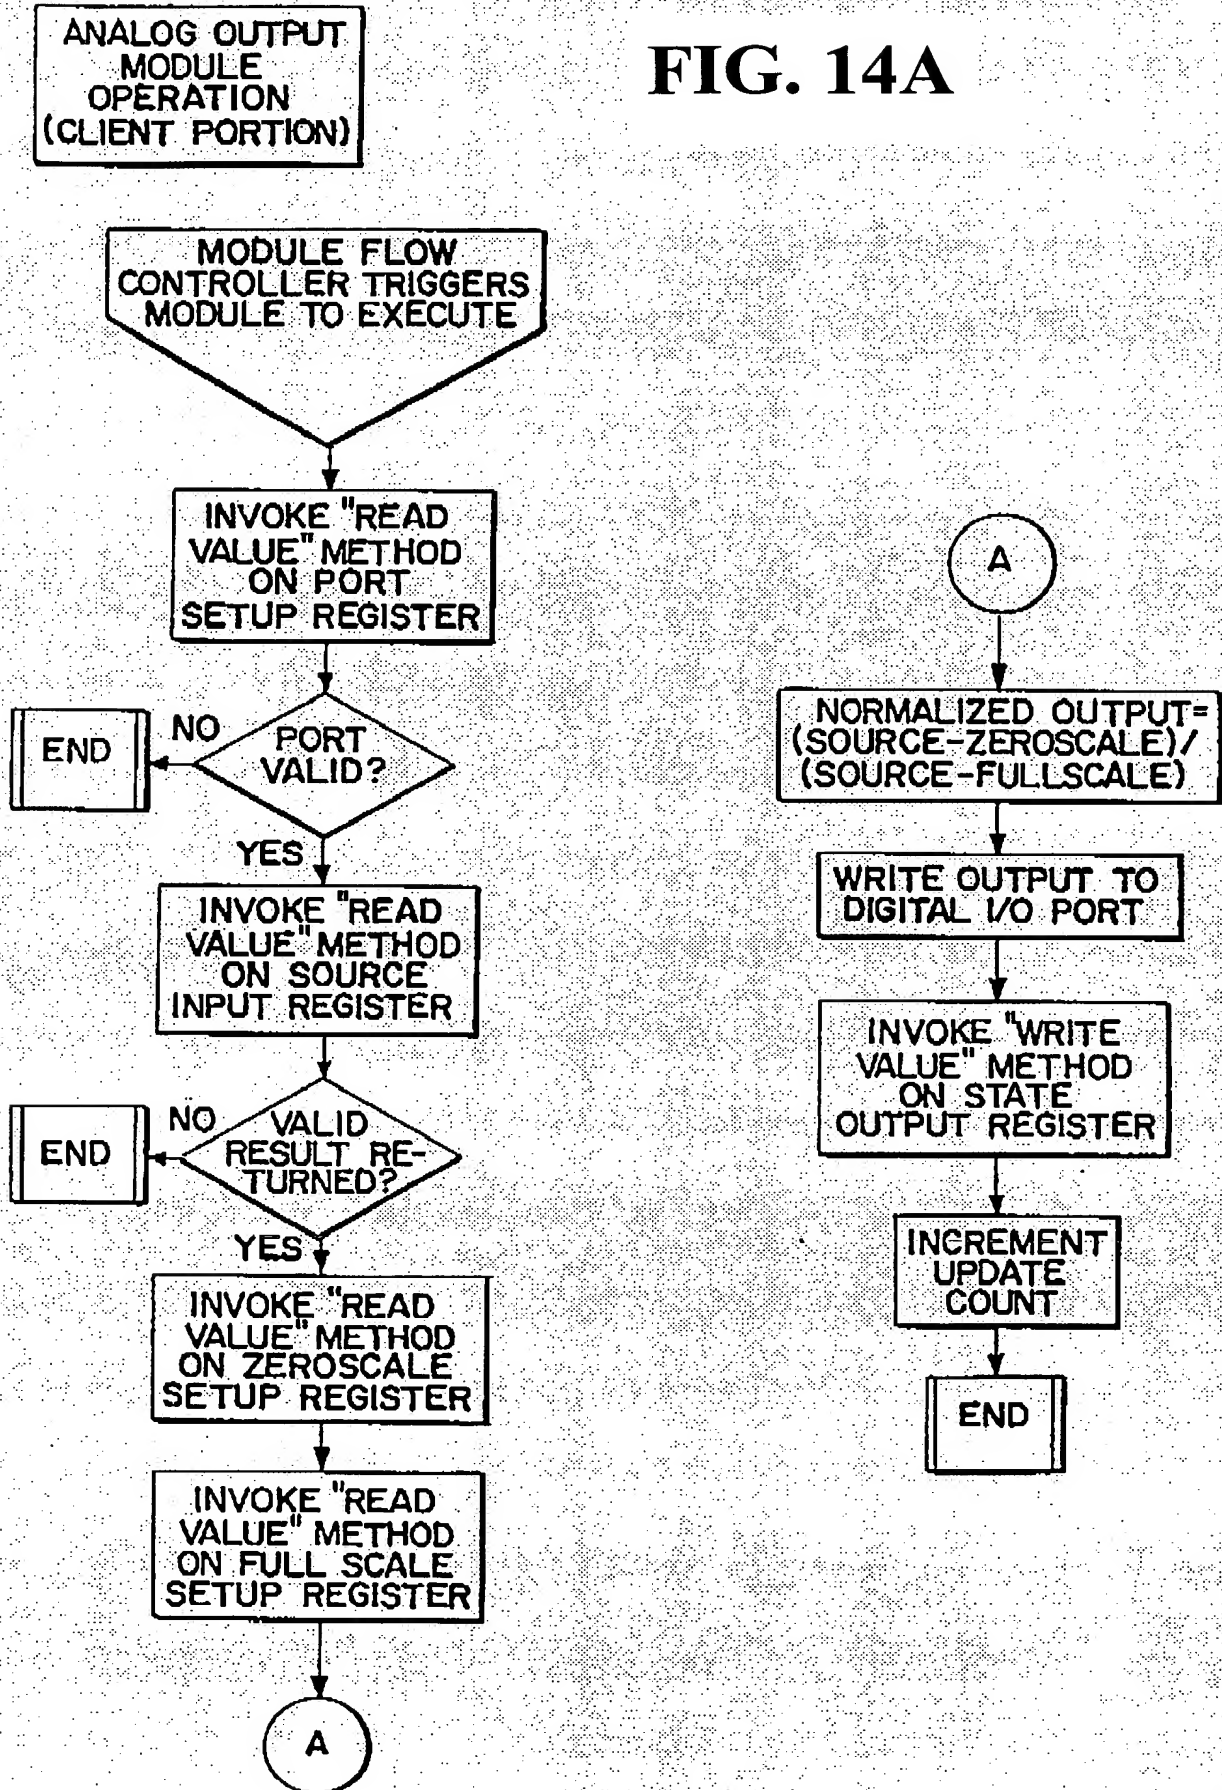 ANALOG OUTPUT
MODULE
OPERATION
(CLIENT PORTION)
FIG. 14A
MODULE FLOW
CONTROLLER TRIGGERS
MODULE TO EXECUTE
INVOKE "READ
VALUE" METHOD
ON PORT
SETUP REGISTER
PORT
VALID?
NO
END
YES
INVOKE "READ
VALUE" METHOD
ON SOURCE
INPUT REGISTER
VALID
RESULT RE-
TURNED?
NO
END
YES
INVOKE "READ
VALUE" METHOD
ON ZEROSCALE
SETUP REGISTER
INVOKE "READ
VALUE" METHOD
ON FULL SCALE
SETUP REGISTER
A
A
NORMALIZED OUTPUT=
(SOURCE-ZEROSCALE)/
(SOURCE-FULLSCALE)
WRITE OUTPUT TO
DIGITAL I/O PORT
INVOKE "WRITE
VALUE" METHOD
ON STATE
OUTPUT REGISTER
INCREMENT
UPDATE
COUNT
END